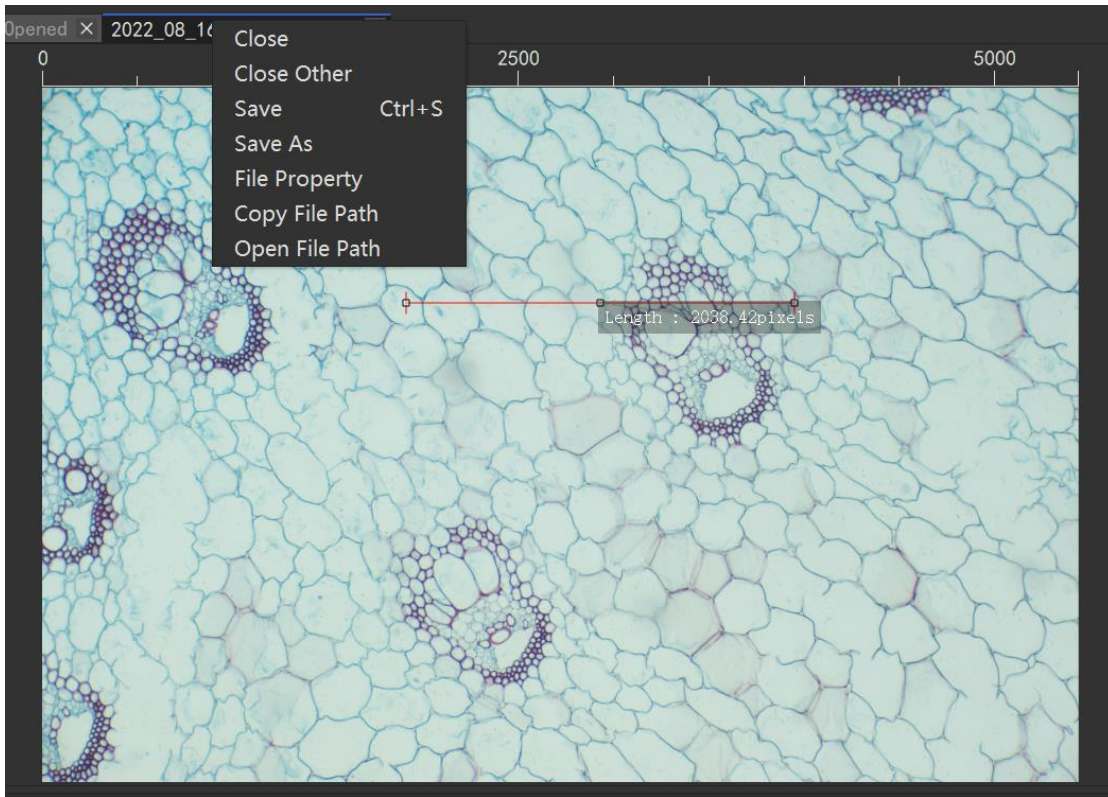 Opened ×
2022_08_16
Close
Close Other
Save Ctrl+S
Save As
File Property
Copy File Path
Open File Path
0 2500 5000
Length : 2038.42pixels